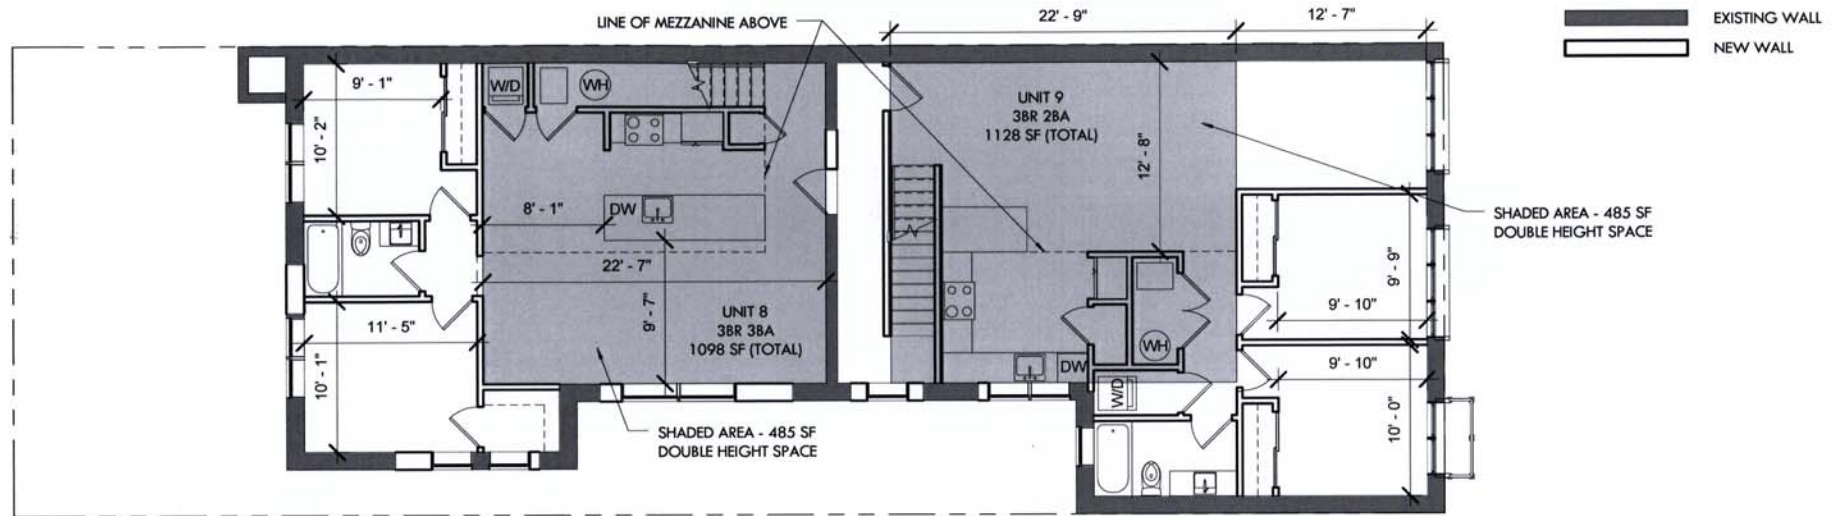 LINE OF MEZZANINE ABOVE
22' - 9"
12' - 7"
EXISTING WALL
NEW WALL
9' - 1"
10' - 2"
W/D
WH
UNIT 9
3BR 2BA
1128 SF (TOTAL)
12' - 8"
8' - 1"
DW
SHADED AREA - 485 SF
DOUBLE HEIGHT SPACE
22' - 7"
9' - 7"
UNIT 8
3BR 3BA
1098 SF (TOTAL)
11' - 5"
10' - 1"
9' - 9"
9' - 10"
WH
DW
W/D
9' - 10"
10' - 0"
SHADED AREA - 485 SF
DOUBLE HEIGHT SPACE